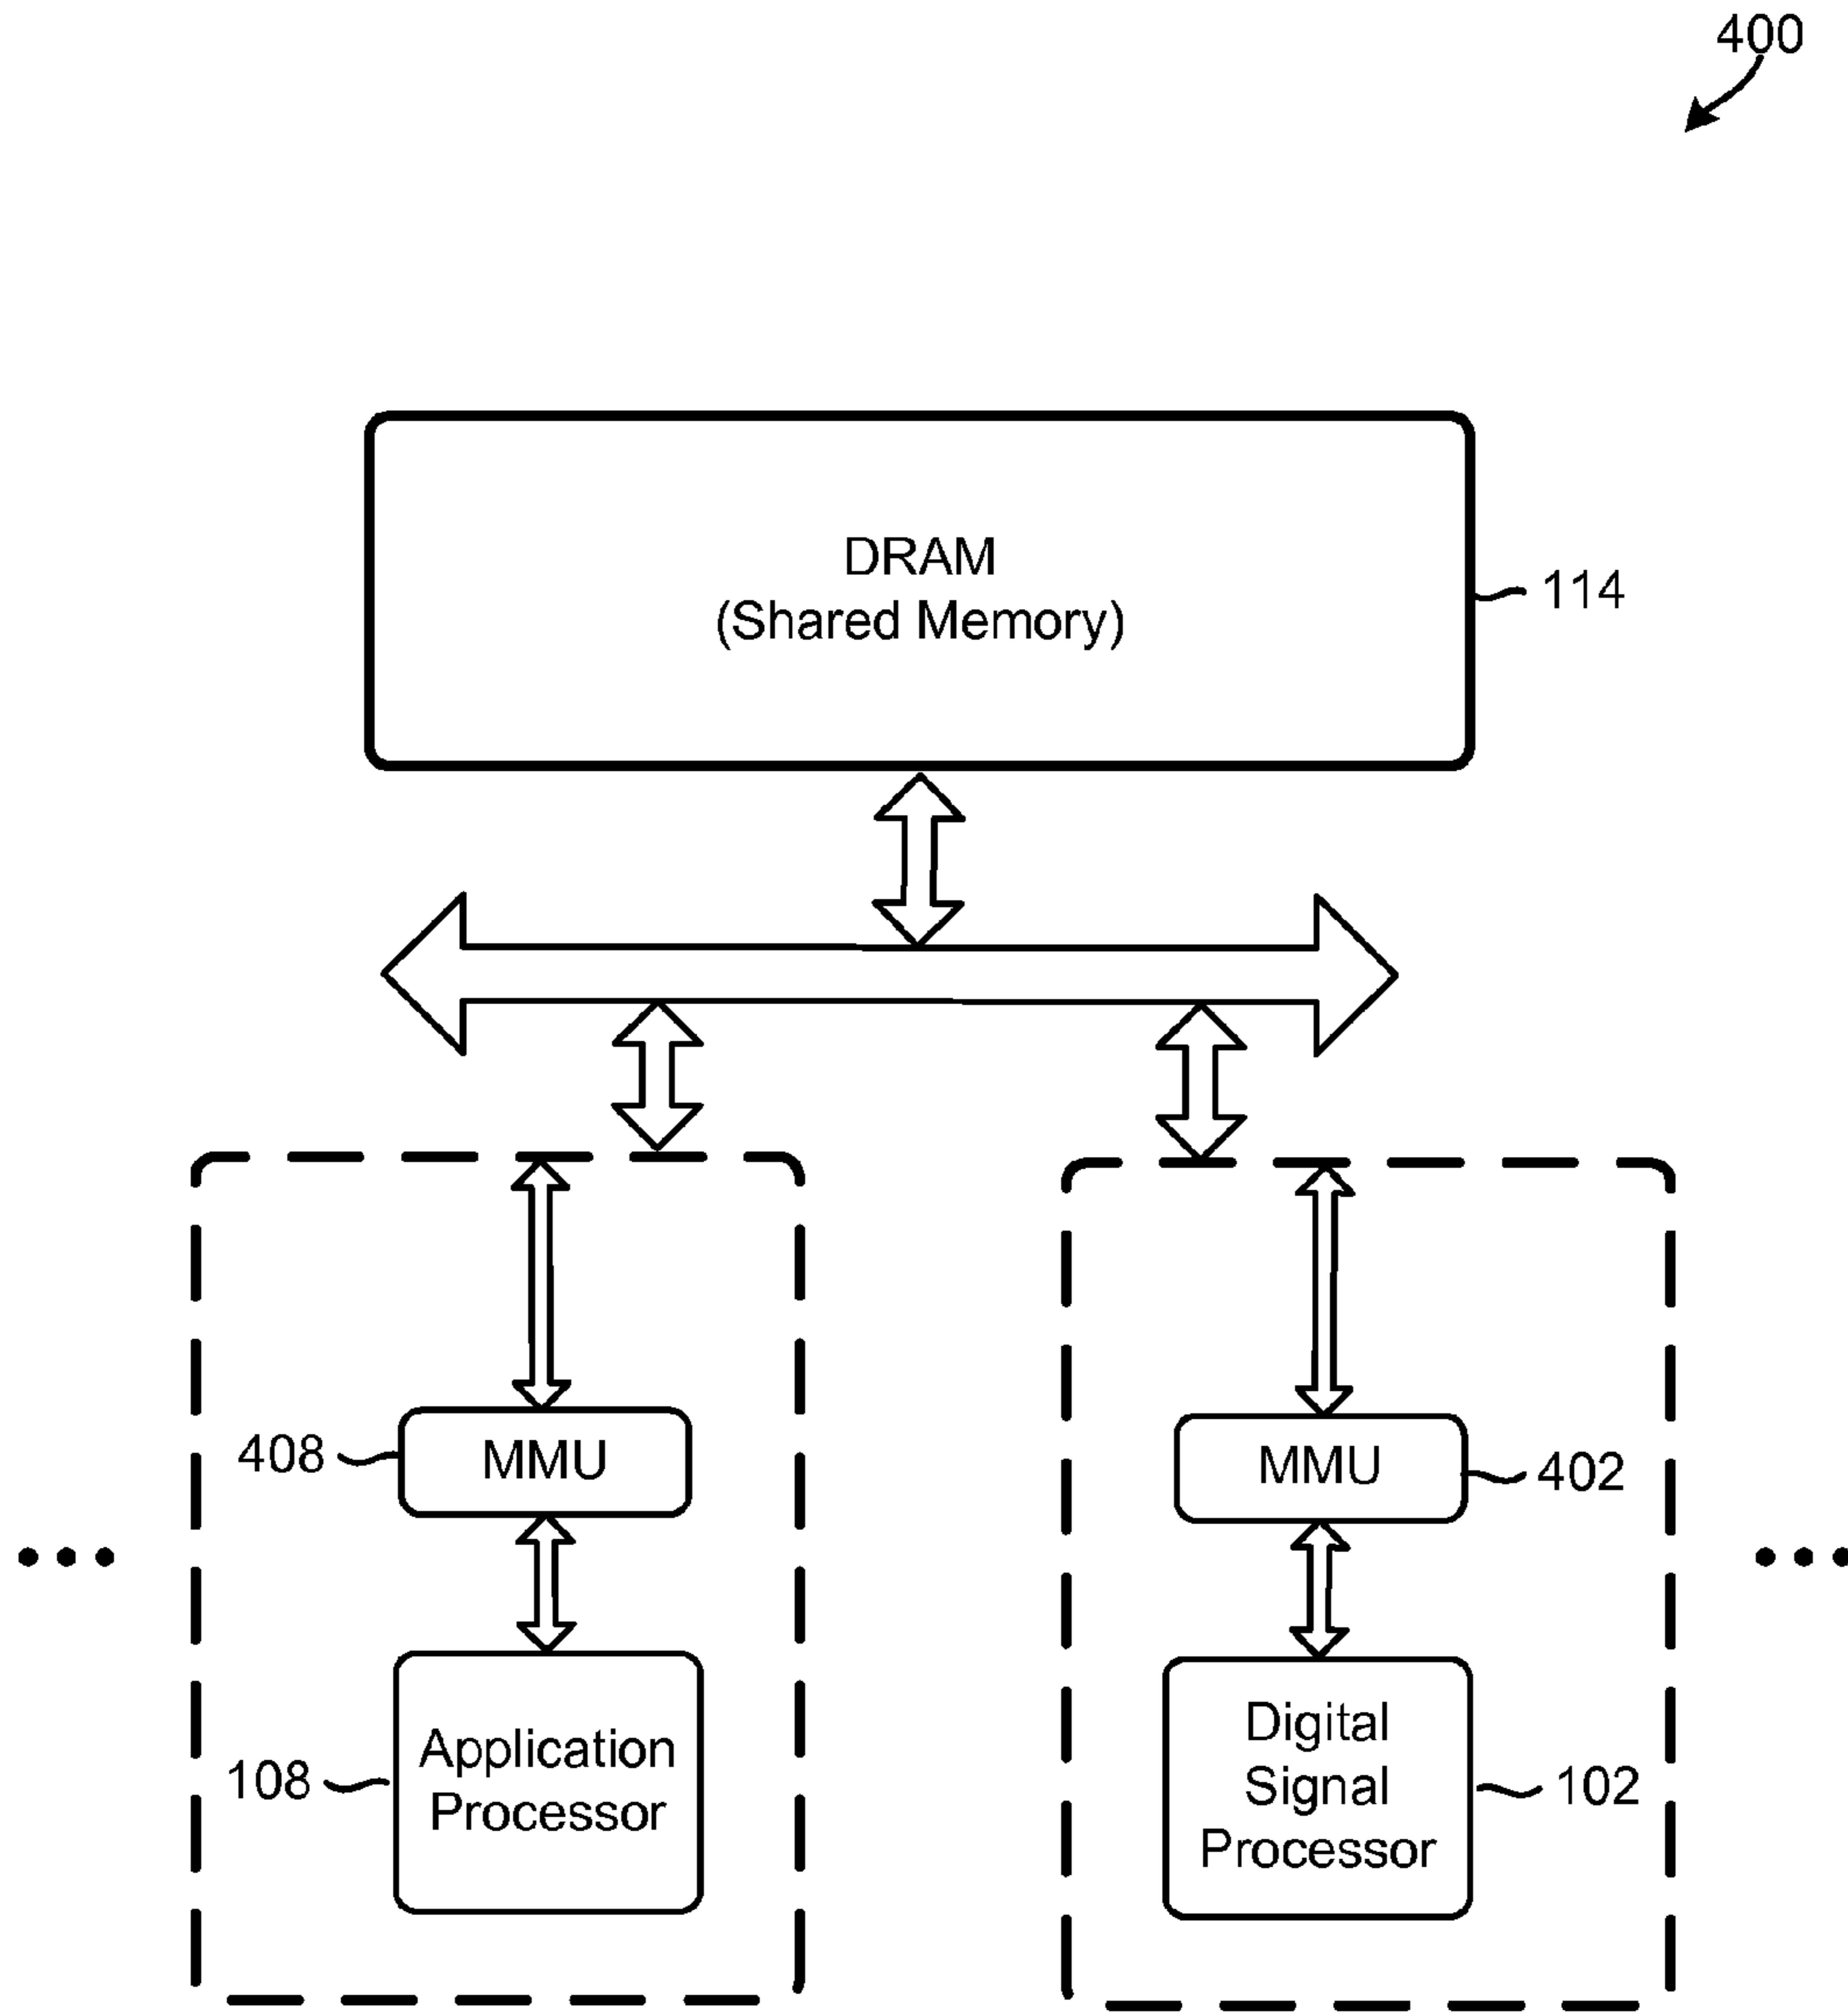 400
DRAM
(Shared Memory)
114
408
MMU
MMU
402
108
Application
Processor
Digital
Signal
Processor
102